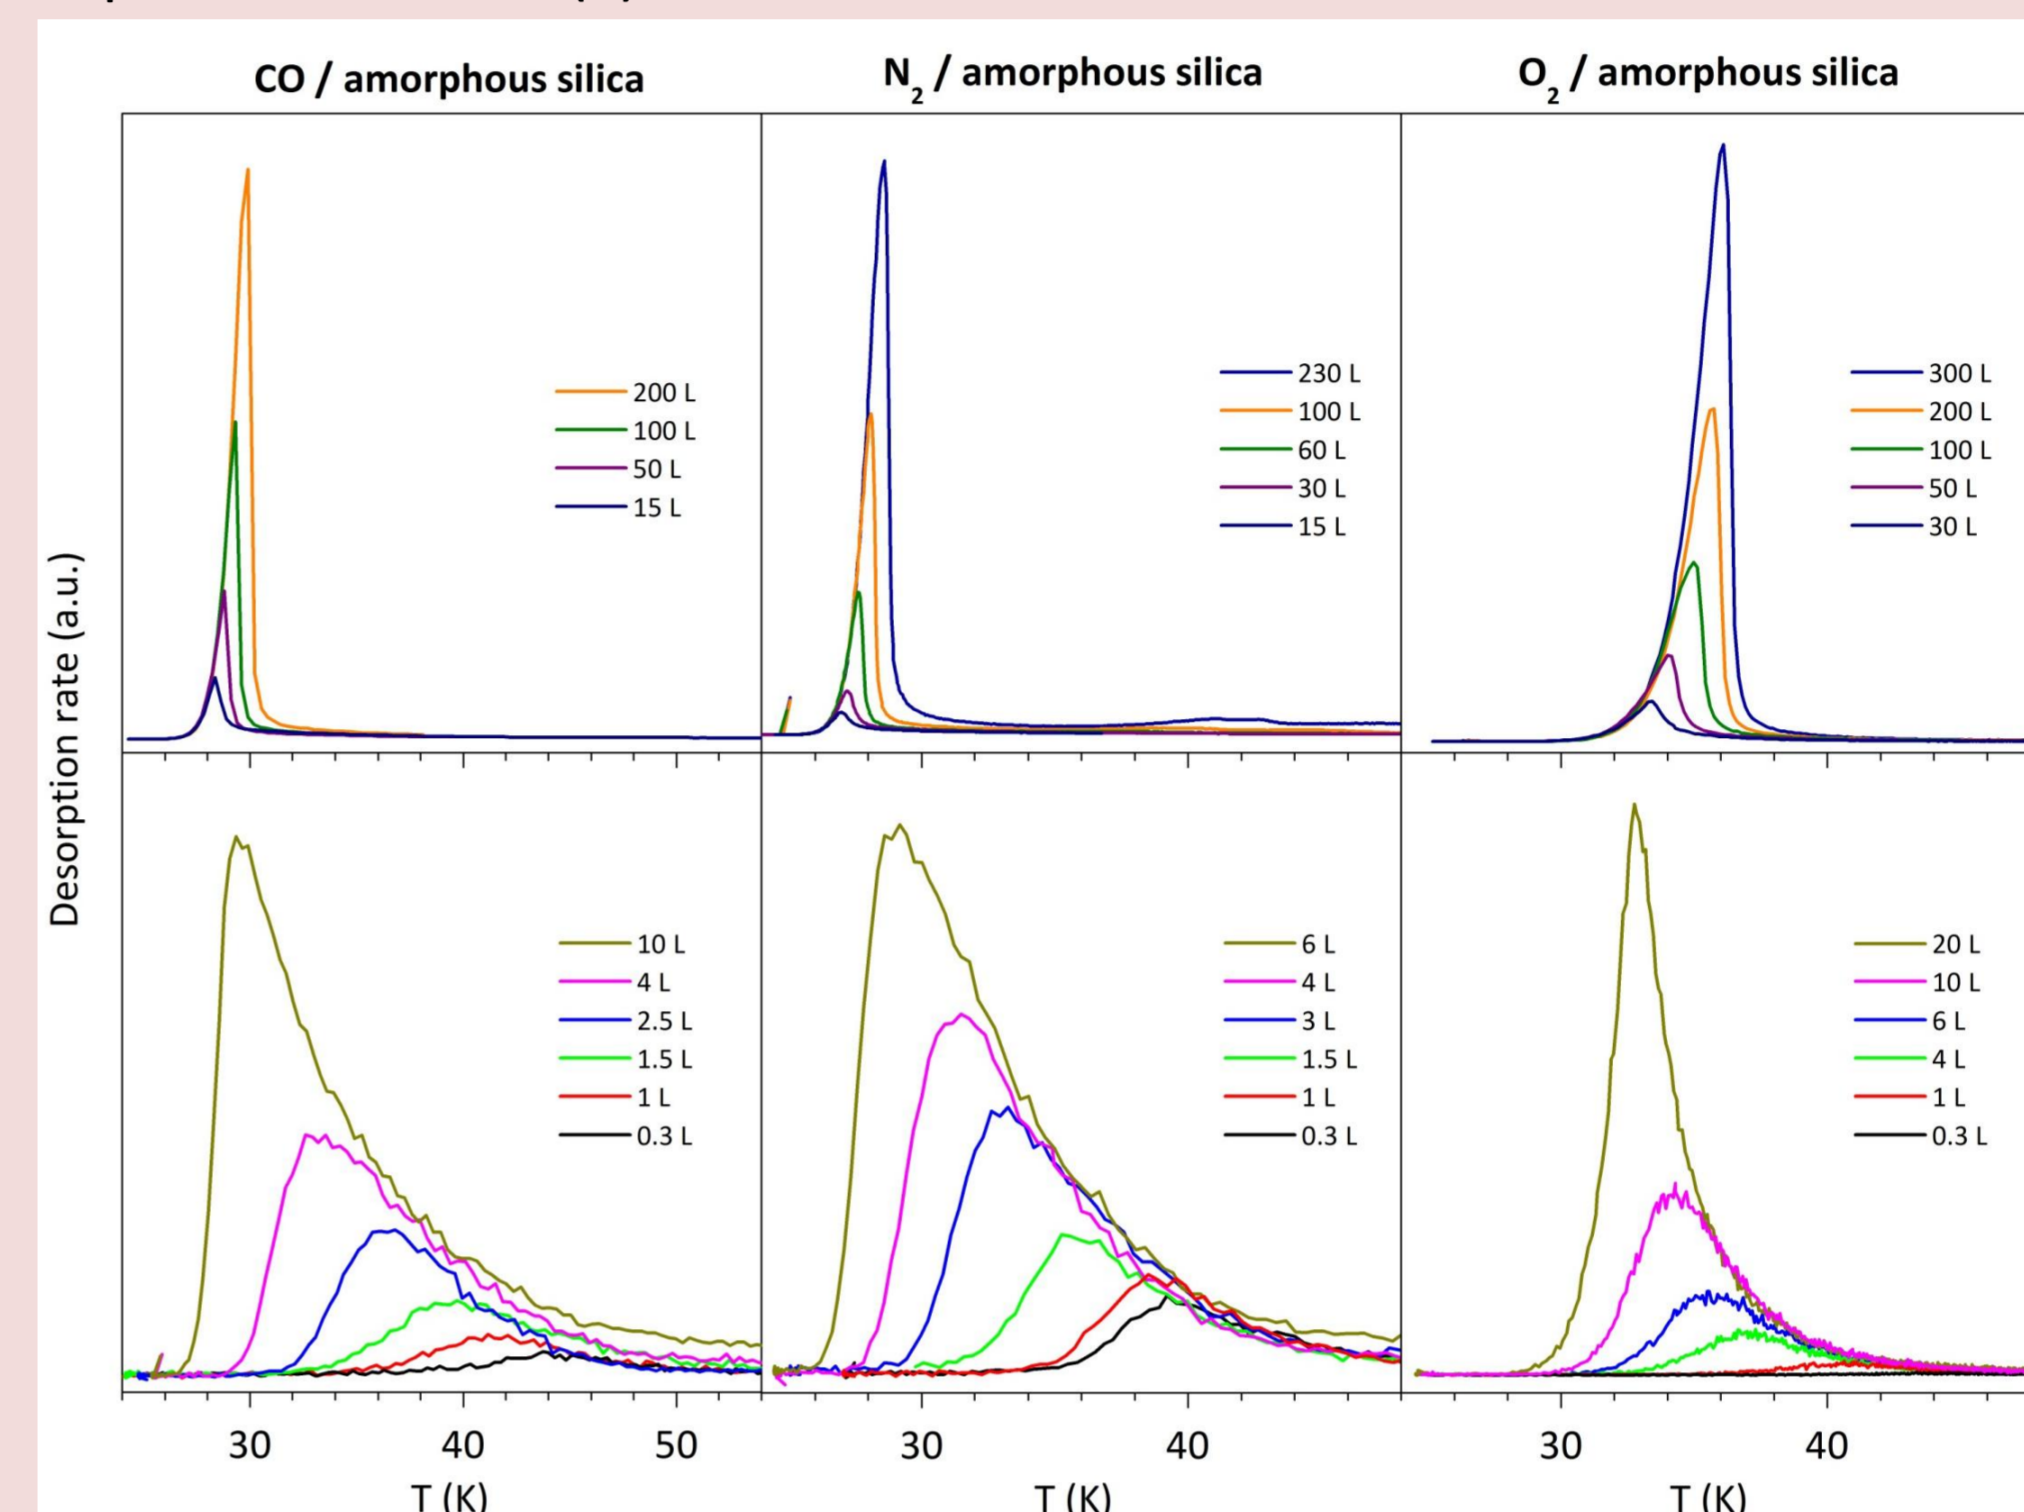 CO / amorphous silica
N2 / amorphous silica
O2 / amorphous silica
Desorption rate (a.u.)
200 L
100 L
50 L
15 L
230 L
100 L
60 L
30 L
15 L
300 L
200 L
100 L
50 L
30 L
10 L
4 L
2.5 L
1.5 L
1 L
0.3 L
6 L
4 L
3 L
1.5 L
1 L
0.3 L
20 L
10 L
6 L
4 L
1 L
0.3 L
30 40 50
30 40
30 40
T (K)
T (K)
T (K)